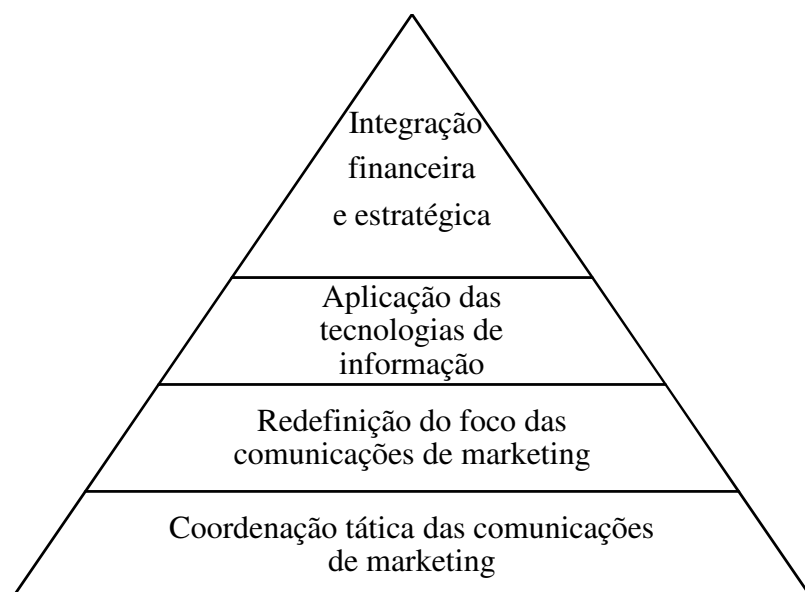 Integração
financeira
e estratégica
Aplicação das
tecnologias de
informação
Redefinição do foco das
comunicações de marketing
Coordenação tática das comunicações
de marketing